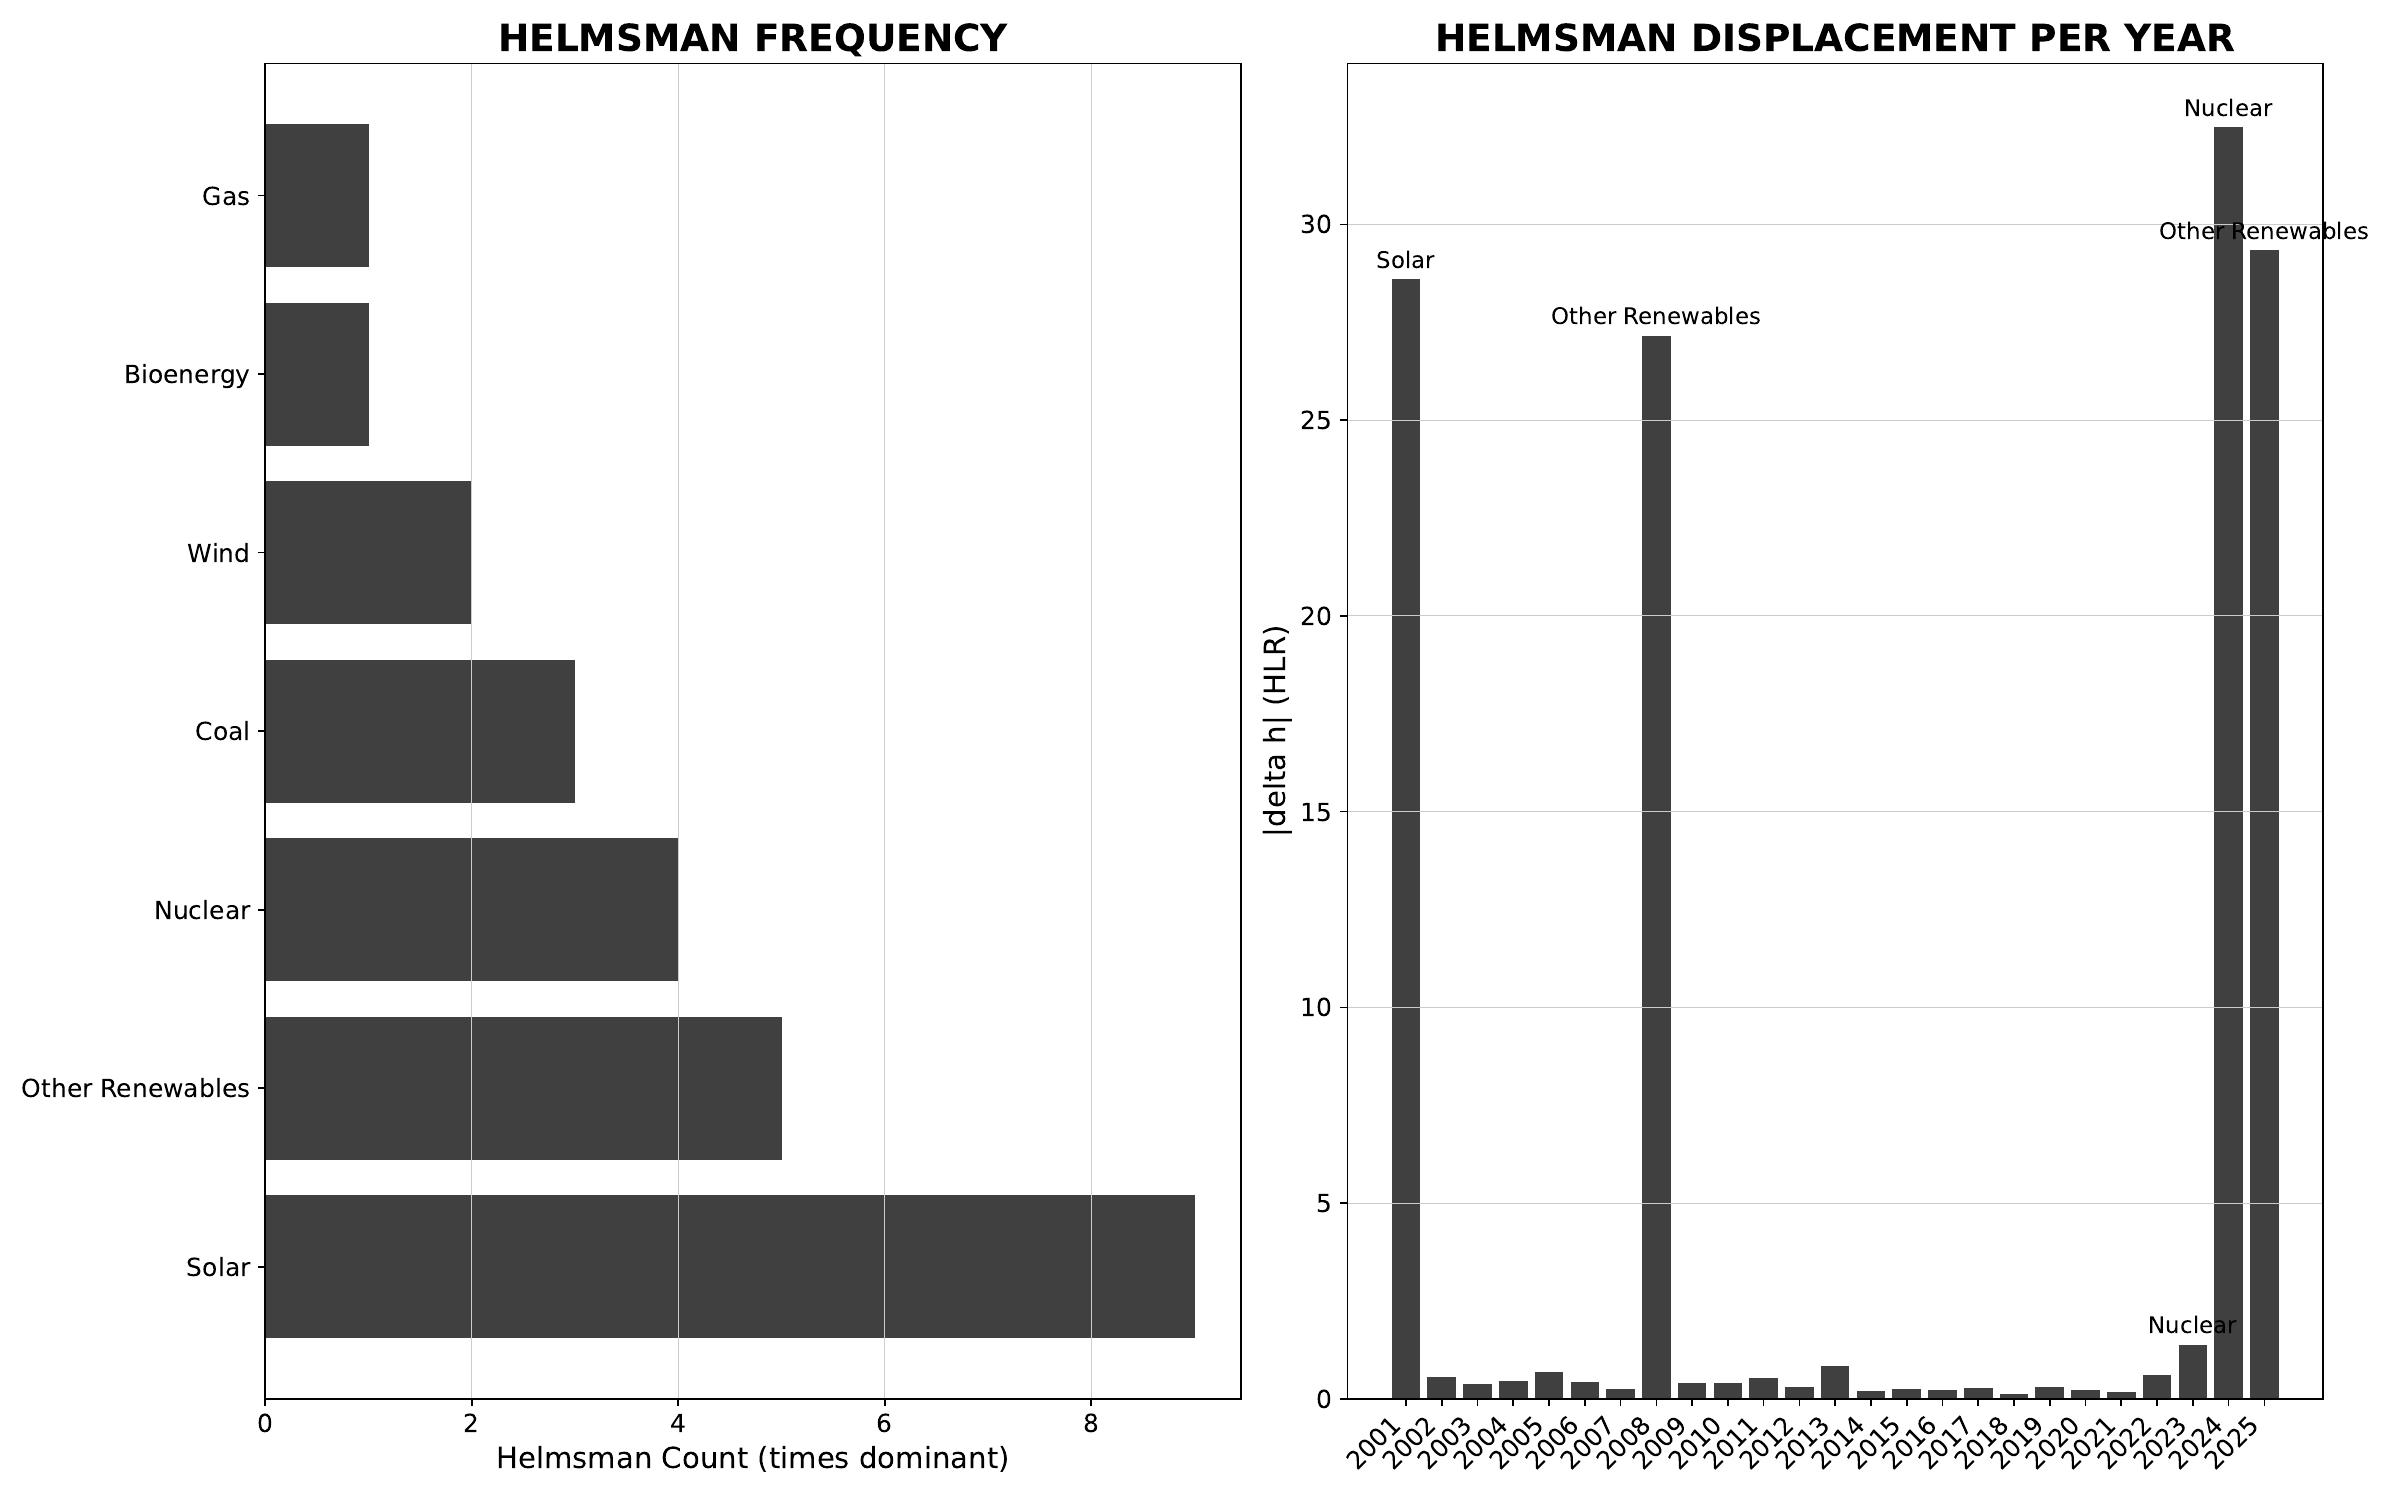 HELMSMAN FREQUENCY
Gas
Bioenergy
Wind
Coal
Nuclear
Other Renewables
Solar
0 2 4 6 8
Helmsman Count (times dominant)
HELMSMAN DISPLACEMENT PER YEAR
|delta h| (HLR)
30
25
20
15
10
5
0
Nuclear
Other Renewables
Solar
Other Renewables
Nuclear
2001 2002 2003 2004 2005 2006 2007 2008 2009 2010 2011 2012 2013 2014 2015 2016 2017 2018 2019 2020 2021 2022 2023 2024 2025